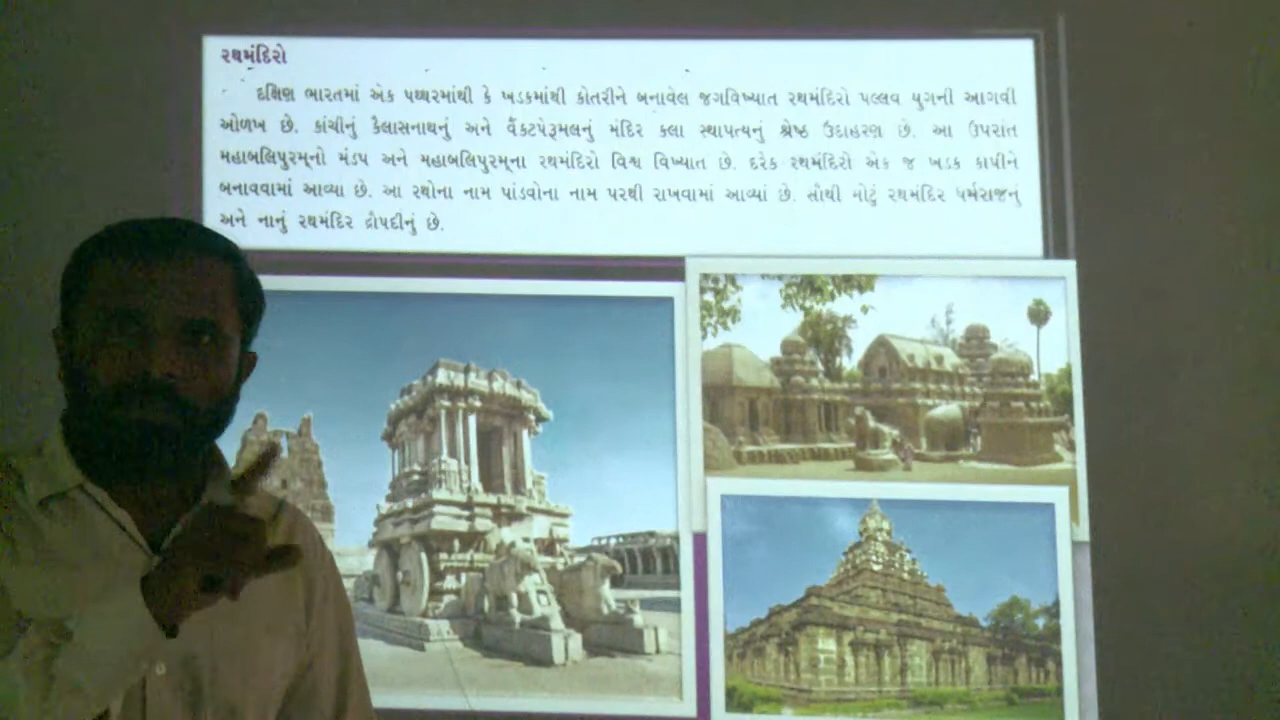 રથમંદિરો
દક્ષિણ ભારતમાં એક પથ્થરમાંથી કે ખડકમાંથી કોતરીને બનાવેલ જગવિખ્યાત રથમંદિરો પલ્લવ યુગની આગવી
ઓળખ છે. કાંચીનું કૈલાસનાથનું અને વૈંકટપેરૂમલનું મંદિર કલા સ્થાપત્યનું શ્રેષ્ઠ ઉદાહરણ છે. આ ઉપરાંત
મહાબલિપુરમ્‌નો મંડપ અને મહાબલિપુરમ્‌ના રથમંદિરો વિશ્વ વિખ્યાત છે. દરેક રથમંદિરો એક જ ખડક કાપીને
બનાવવામાં આવ્યા છે. આ રથોના નામ પાંડવોના નામ પરથી રાખવામાં આવ્યાં છે. સૌથી મોટું રથમંદિર ધર્મરાજનું
અને નાનું રથમંદિર દ્રૌપદીનું છે.